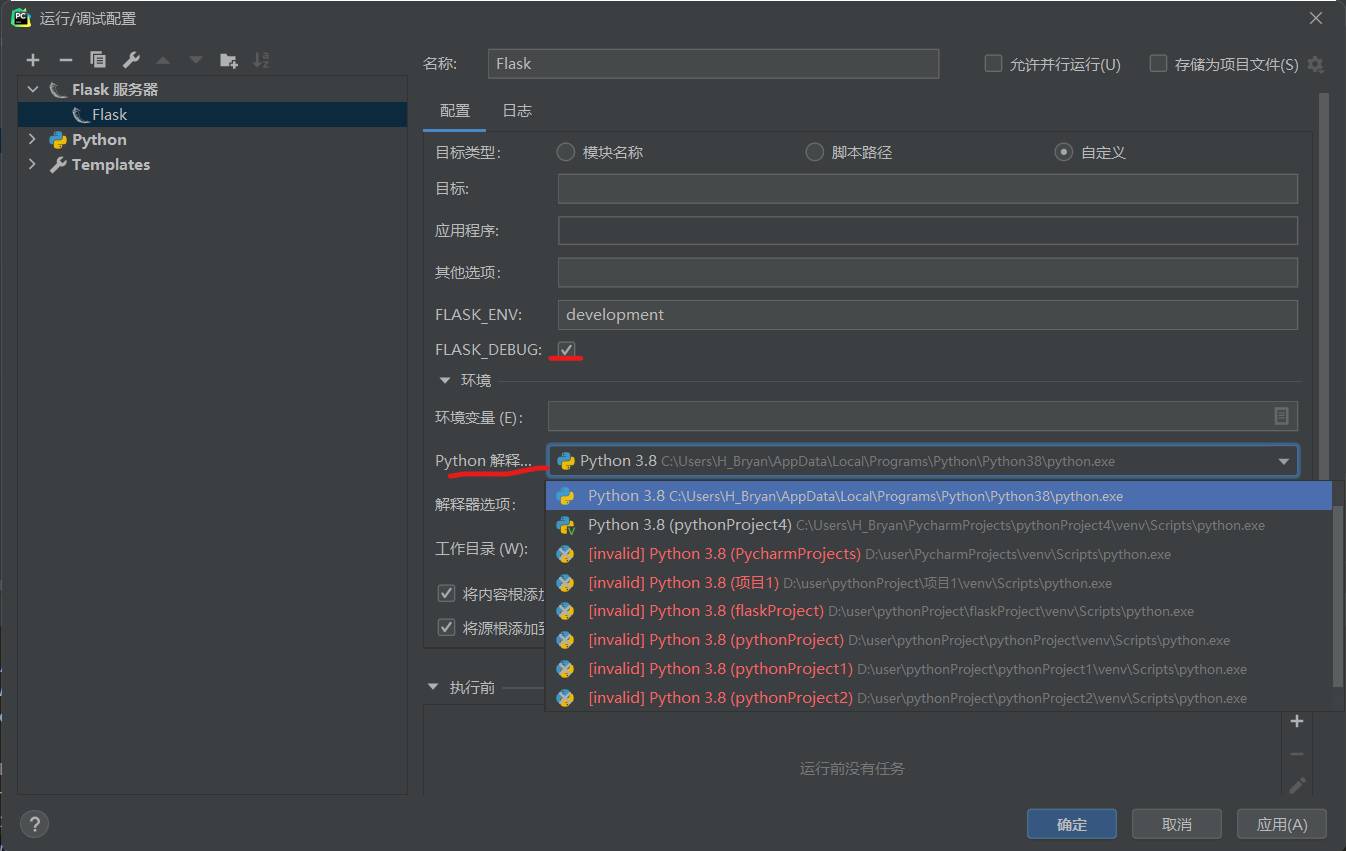 运行/调试配置
名称:
Flask
允许并行运行(U)
存储为项目文件(S)
Flask 服务器
Flask
Python
Templates
配置
日志
目标类型:
模块名称
脚本路径
自定义
目标:
应用程序:
其他选项:
FLASK_ENV:
development
FLASK_DEBUG:
环境
环境变量 (E):
Python 解释...
Python 3.8 C:\Users\H_Bryan\AppData\Local\Programs\Python\Python38\python.exe
Python 3.8 C:\Users\H_Bryan\AppData\Local\Programs\Python\Python38\python.exe
解释器选项:
Python 3.8 (pythonProject4) C:\Users\H_Bryan\PycharmProjects\pythonProject4\venv\Scripts\python.exe
工作目录 (W):
[invalid] Python 3.8 (PycharmProjects) D:\user\PycharmProjects\venv\Scripts\python.exe
[invalid] Python 3.8 (项目1) D:\user\pythonProject\项目1\venv\Scripts\python.exe
将内容根添加
[invalid] Python 3.8 (flaskProject) D:\user\pythonProject\flaskProject\venv\Scripts\python.exe
将源根添加到
[invalid] Python 3.8 (pythonProject) D:\user\pythonProject\pythonProject\venv\Scripts\python.exe
[invalid] Python 3.8 (pythonProject1) D:\user\pythonProject\pythonProject1\venv\Scripts\python.exe
执行前
[invalid] Python 3.8 (pythonProject2) D:\user\pythonProject\pythonProject2\venv\Scripts\python.exe
运行前没有任务
?
确定
取消
应用(A)